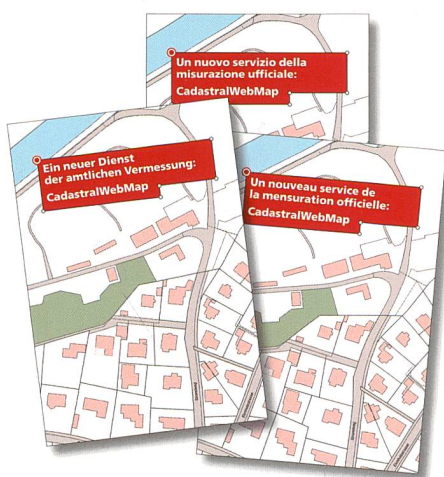 Un nuovo servizio della
misurazione ufficiale:
CadastralWebMap
Ein neuer Dienst
der amtlichen Vermessung:
CadastralWebMap
Un nouveau service de
la mensuration officielle:
CadastralWebMap